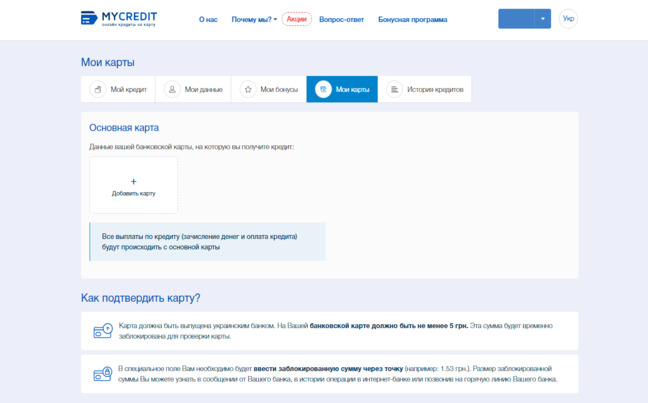 MYCREDIT
онлайн кредиты на карту
О нас Почему мы? Акции Вопрос-ответ Бонусная программа Укр
Мои карты
Мой кредит Мои данные Мои бонусы Мои карты История кредитов
Основная карта
Данные вашей банковской карты, на которую вы получите кредит:
+
Добавить карту
Все выплаты по кредиту (зачисление денег и оплата кредита)
будут происходить с основной карты
Как подтвердить карту?
Карта должна быть выпущена украинским банком. На Вашей банковской карте должно быть не менее 5 грн. Эта сумма будет временно
заблокирована для проверки карты.
В специальное поле Вам необходимо будет ввести заблокированную сумму через точку (например: 1.53 грн.). Размер заблокированной
суммы Вы можете узнать в сообщении от Вашего банка, в истории операции в интернет-банке или позвонив на горячую линию Вашего банка.